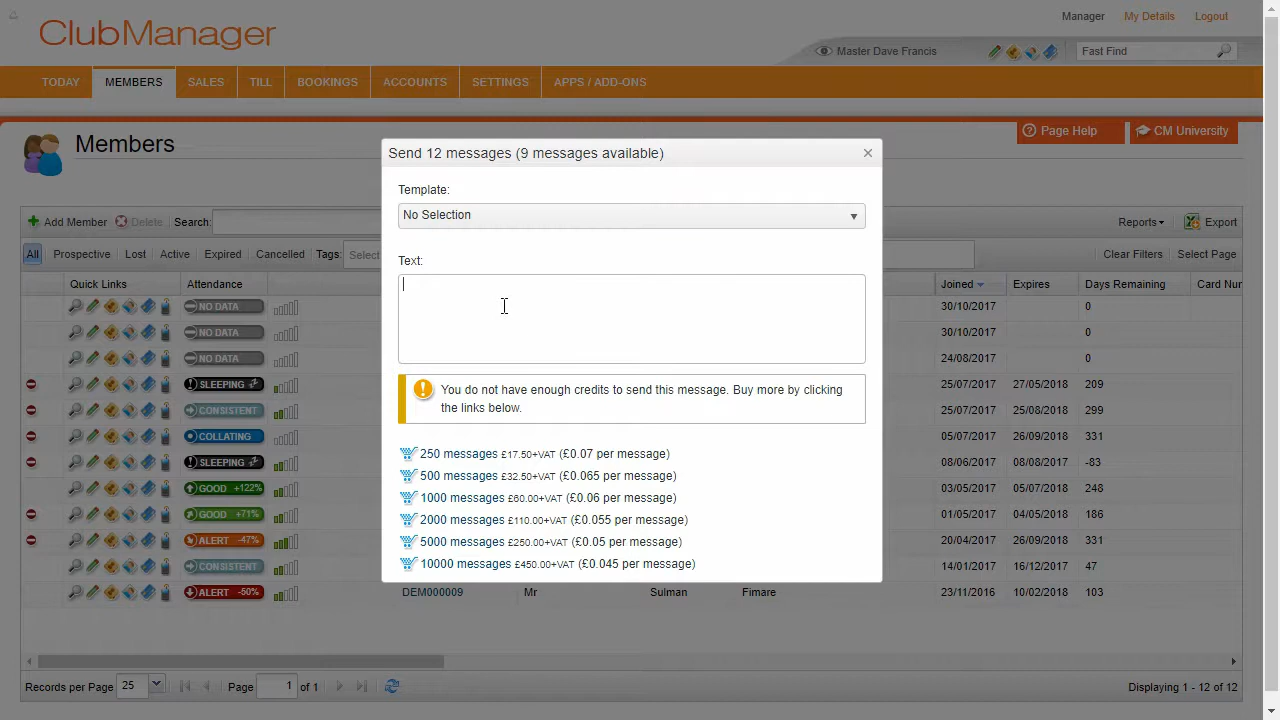 ClubManager
Manager My Details Logout
Master Dave Francis Fast Find
TODAY MEMBERS SALES TILL BOOKINGS ACCOUNTS SETTINGS APPS / ADD-ONS
Page Help CM University
Members
Send 12 messages (9 messages available)
Template:
No Selection
Add Member Delete Search: Reports Export
All Prospective Lost Active Expired Cancelled Tags: Select Clear Filters Select Page
Text:
Quick Links Attendance Joined Expires Days Remaining Card Num
NO DATA 30/10/2017 0
NO DATA 30/10/2017 0
NO DATA 24/08/2017 0
SLEEPING 25/07/2017 27/05/2018 209
You do not have enough credits to send this message. Buy more by clicking
the links below.
CONSISTENT 25/07/2017 25/08/2018 299
COLLATING 05/07/2017 26/09/2018 331
250 messages £17.50+VAT (£0.07 per message)
SLEEPING 08/06/2017 08/08/2017 -83
500 messages £32.50+VAT (£0.065 per message)
GOOD +122% 03/05/2017 05/07/2018 248
1000 messages £60.00+VAT (£0.06 per message)
GOOD +71% 01/05/2017 04/05/2018 186
2000 messages £110.00+VAT (£0.055 per message)
ALERT -47% 20/04/2017 26/09/2018 331
5000 messages £250.00+VAT (£0.05 per message)
CONSISTENT 14/01/2017 16/12/2017 47
10000 messages £450.00+VAT (£0.045 per message)
ALERT -50% DEM000009 Mr Sulman Fimare 23/11/2016 10/02/2018 103
Records per Page 25 Page 1 of 1 Displaying 1 - 12 of 12